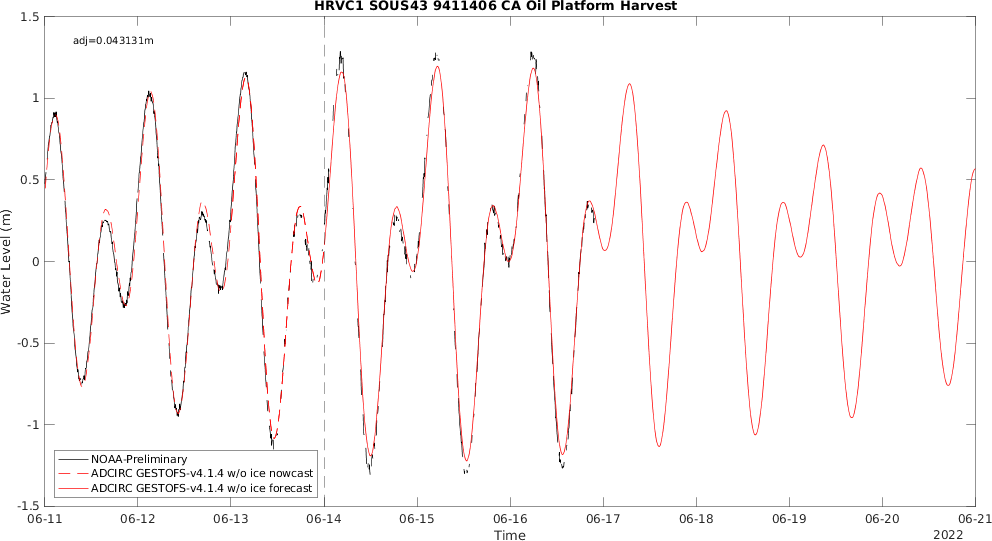 HRVC1 SOUS43 9411406 CA Oil Platform Harvest
1.5
adj=0.043131m
1
0.5
0
-0.5
-1
-1.5
Water Level (m)
NOAA-Preliminary
ADCIRC GESTOFS-v4.1.4 w/o ice nowcast
ADCIRC GESTOFS-v4.1.4 w/o ice forecast
06-11 06-12 06-13 06-14 06-15 06-16 06-17 06-18 06-19 06-20 06-21
Time
2022